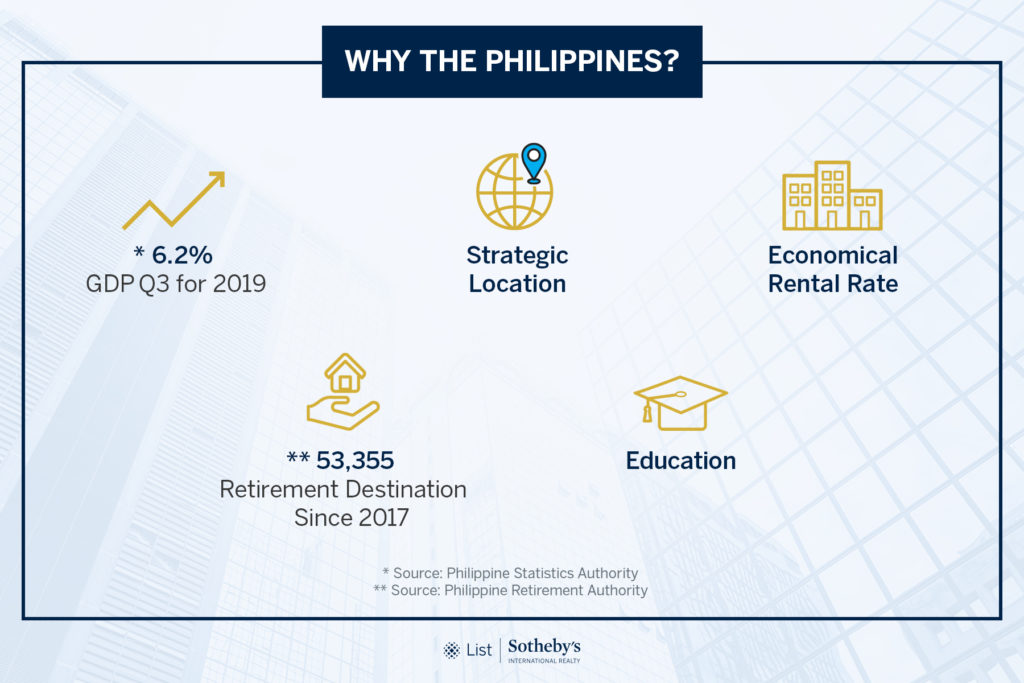 WHY THE PHILIPPINES?
* 6.2%
GDP Q3 for 2019
Strategic
Location
Economical
Rental Rate
** 53,355
Retirement Destination
Since 2017
Education
* Source: Philippine Statistics Authority
** Source: Philippine Retirement Authority
List | Sotheby's
INTERNATIONAL REALTY